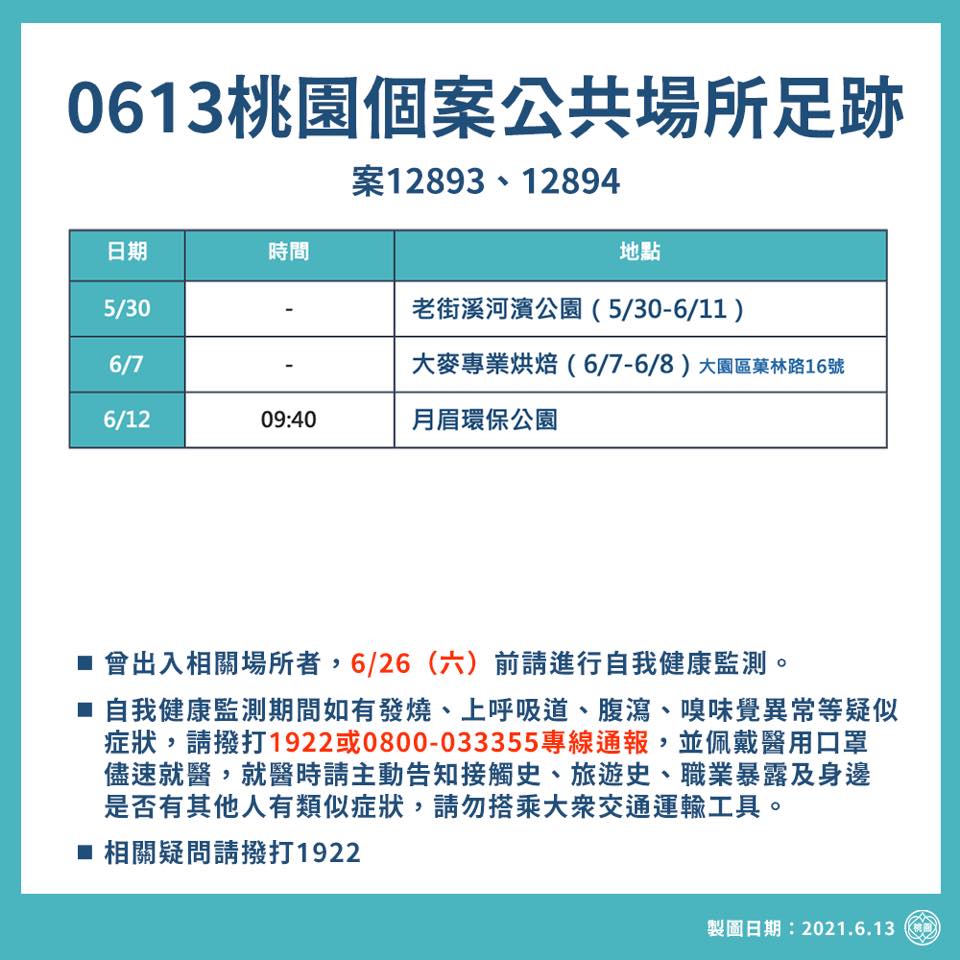 0613桃園個案公共場所足跡
案12893、12894
日期 時間 地點
5/30 - 老街溪河濱公園(5/30-6/11)
6/7 - 大麥專業烘焙(6/7-6/8)大園區菓林路16號
6/12 09:40 月眉環保公園
■ 曾出入相關場所者，6/26（六）前請進行自我健康監測。
■ 自我健康監測期間如有發燒、上呼吸道、腹瀉、嗅味覺異常等疑似
症狀，請撥打1922或0800-033355專線通報，並佩戴醫用口罩
儘速就醫，就醫時請主動告知接觸史、旅遊史、職業暴露及身邊
是否有其他人有類似症狀，請勿搭乘大眾交通運輸工具。
■ 相關疑問請撥打1922
製圖日期：2021.6.13 桃園